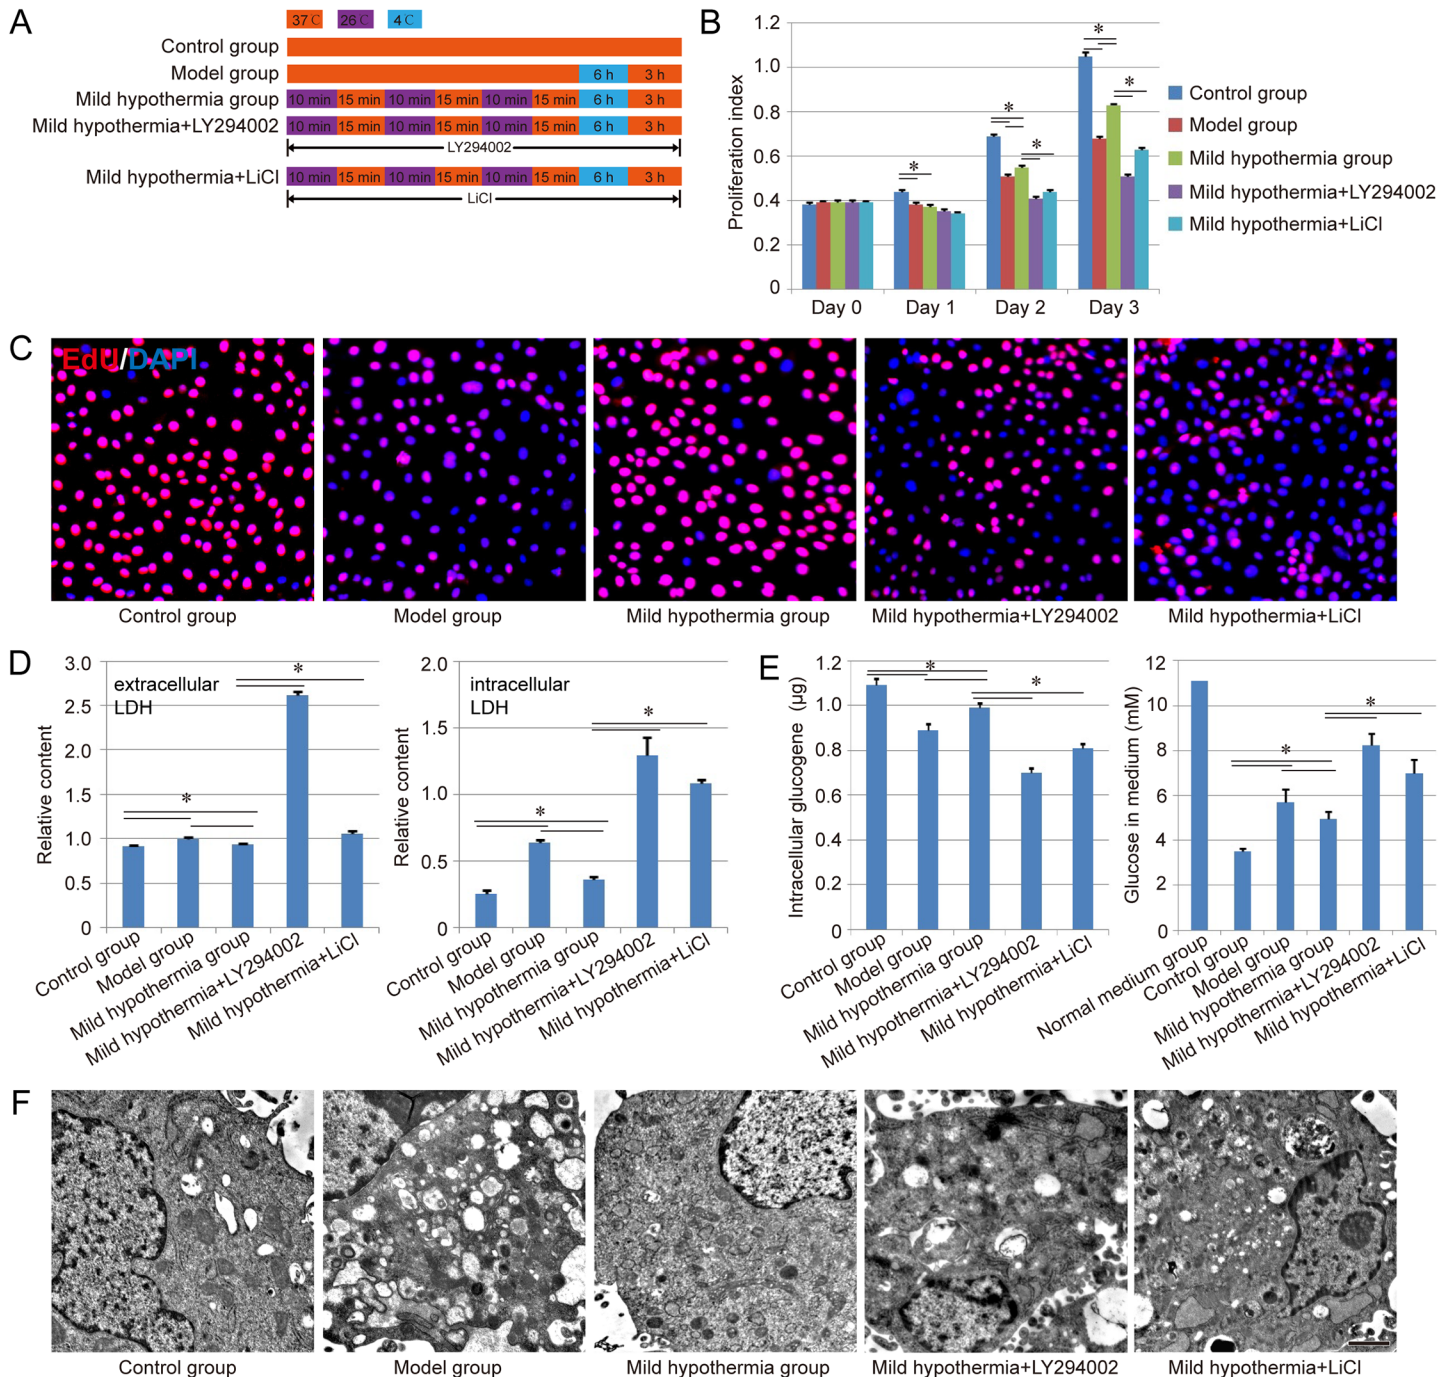 A
37℃ 26℃ 4℃
Control group
Model group 6 h 3 h
Mild hypothermia group 10 min 15 min 10 min 15 min 10 min 15 min 6 h 3 h
Mild hypothermia+LY294002 10 min 15 min 10 min 15 min 10 min 15 min 6 h 3 h
LY294002
Mild hypothermia+LiCl 10 min 15 min 10 min 15 min 10 min 15 min 6 h 3 h
LiCl
B
Proliferation index
1.2
1.0
0.8
0.6
0.4
0.2
0
* * * * *
Day 0 Day 1 Day 2 Day 3
Control group
Model group
Mild hypothermia group
Mild hypothermia+LY294002
Mild hypothermia+LiCl
C
EdU/DAPI
Control group Model group Mild hypothermia group Mild hypothermia+LY294002 Mild hypothermia+LiCl
D
Relative content
3.0
2.5
2.0
1.5
1.0
0.5
0
extracellular
LDH
* *
Control group
Model group
Mild hypothermia group
Mild hypothermia+LY294002
Mild hypothermia+LiCl
Relative content
2.0
1.5
1.0
0.5
0
intracellular
LDH
* *
Control group
Model group
Mild hypothermia group
Mild hypothermia+LY294002
Mild hypothermia+LiCl
E
Intracellular glucogene (μg)
1.2
1.0
0.8
0.6
0.4
0.2
0
* *
Control group
Model group
Mild hypothermia group
Mild hypothermia+LY294002
Mild hypothermia+LiCl
Glucose in medium (mM)
12
10
8
6
4
2
0
* *
Normal medium group
Control group
Model group
Mild hypothermia group
Mild hypothermia+LY294002
Mild hypothermia+LiCl
F
Control group Model group Mild hypothermia group Mild hypothermia+LY294002 Mild hypothermia+LiCl